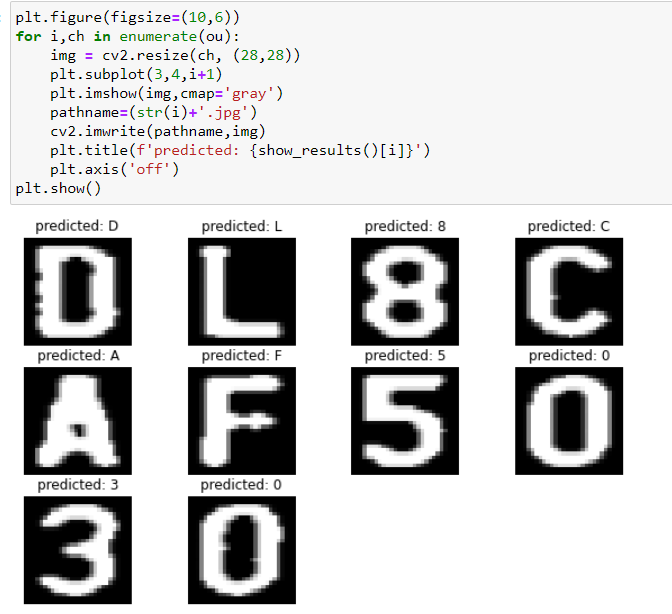 plt.figure(figsize=(10,6))
for i,ch in enumerate(ou):
    img = cv2.resize(ch, (28,28))
    plt.subplot(3,4,i+1)
    plt.imshow(img,cmap='gray')
    pathname=(str(i)+'.jpg')
    cv2.imwrite(pathname,img)
    plt.title(f'predicted: {show_results()[i]}')
    plt.axis('off')
plt.show()
predicted: D predicted: L predicted: 8 predicted: C
D L 8 C
predicted: A predicted: F predicted: 5 predicted: 0
A F 5 0
predicted: 3 predicted: 0
3 0